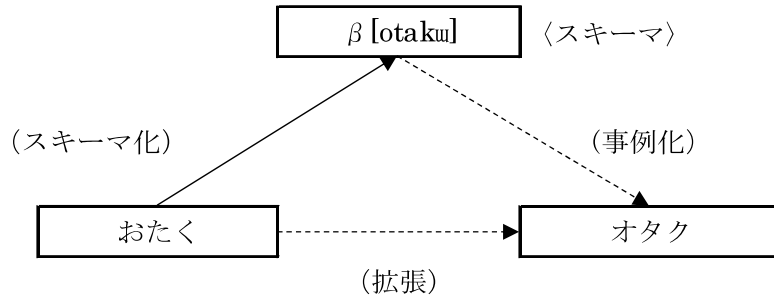 β [otakɯ] 〈スキーマ〉
(スキーマ化) (事例化)
おたく オタク
(拡張)